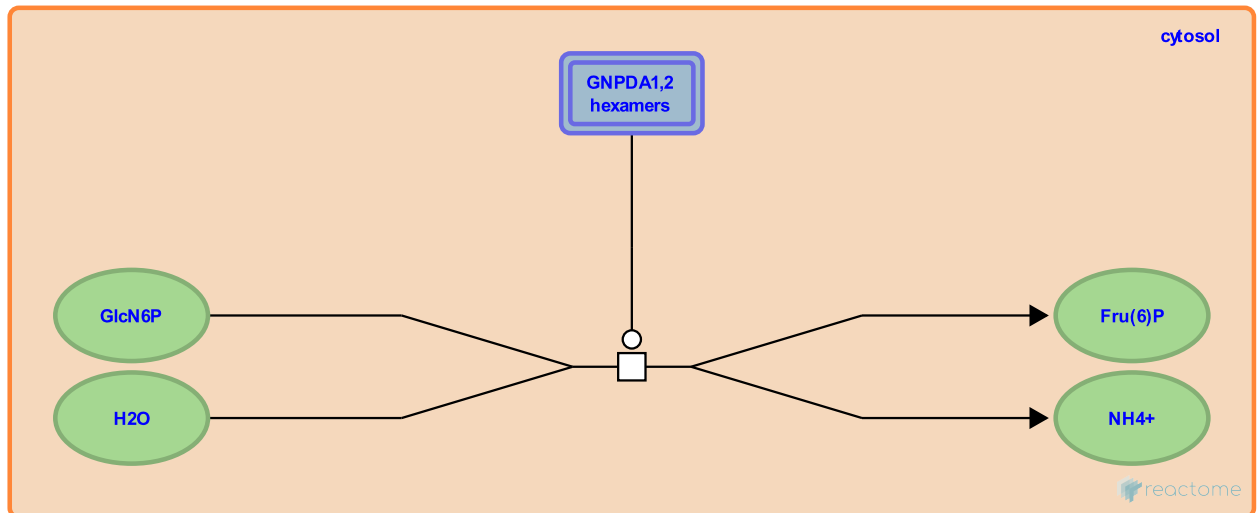 cytosol
GNPDA1,2
hexamers
GlcN6P
Fru(6)P
H2O
NH4+
reactome